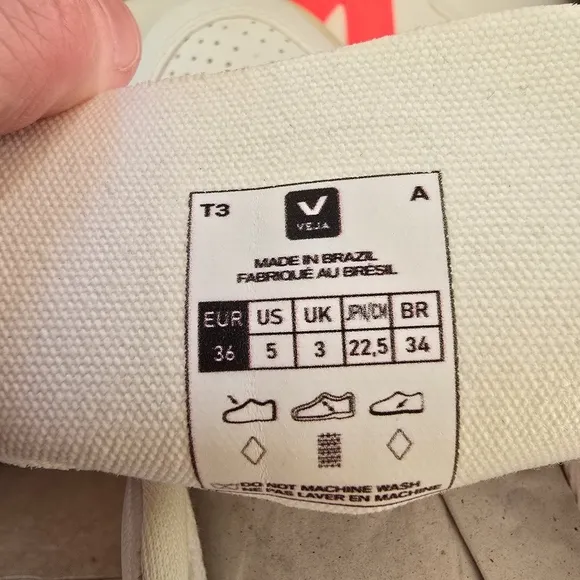 T3
V
VEJA
A
MADE IN BRAZIL
FABRIQUÉ AU BRÉSIL
EUR US UK JPN/CM BR
36 5 3 22,5 34
DO NOT MACHINE WASH
NE PAS LAVER EN MACHINE